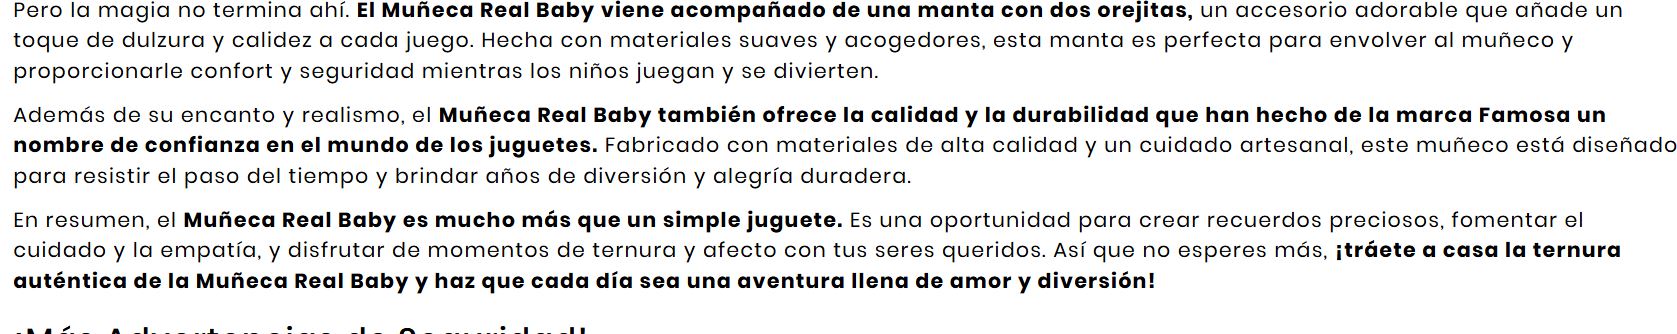 Pero la magia no termina ahí. El Muñeca Real Baby viene acompañado de una manta con dos orejitas, un accesorio adorable que añade un
toque de dulzura y calidez a cada juego. Hecha con materiales suaves y acogedores, esta manta es perfecta para envolver al muñeco y
proporcionarle confort y seguridad mientras los niños juegan y se divierten.
Además de su encanto y realismo, el Muñeca Real Baby también ofrece la calidad y la durabilidad que han hecho de la marca Famosa un
nombre de confianza en el mundo de los juguetes. Fabricado con materiales de alta calidad y un cuidado artesanal, este muñeco está diseñado
para resistir el paso del tiempo y brindar años de diversión y alegría duradera.
En resumen, el Muñeca Real Baby es mucho más que un simple juguete. Es una oportunidad para crear recuerdos preciosos, fomentar el
cuidado y la empatía, y disfrutar de momentos de ternura y afecto con tus seres queridos. Así que no esperes más, ¡tráete a casa la ternura
auténtica de la Muñeca Real Baby y haz que cada día sea una aventura llena de amor y diversión!
¡Más Advertencias de Seguridad!